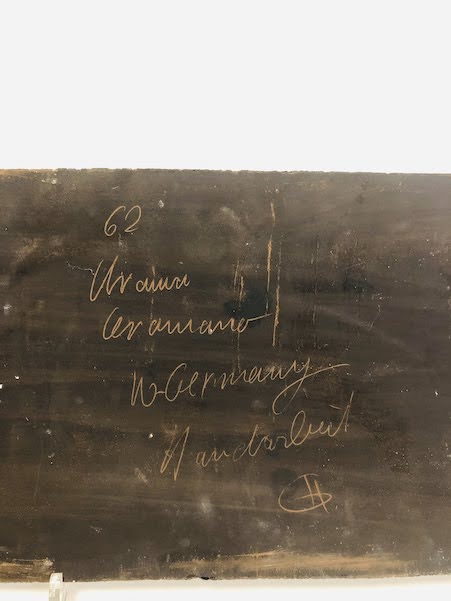 62
Urania
Ceramano
W-Germany
Handarbeit